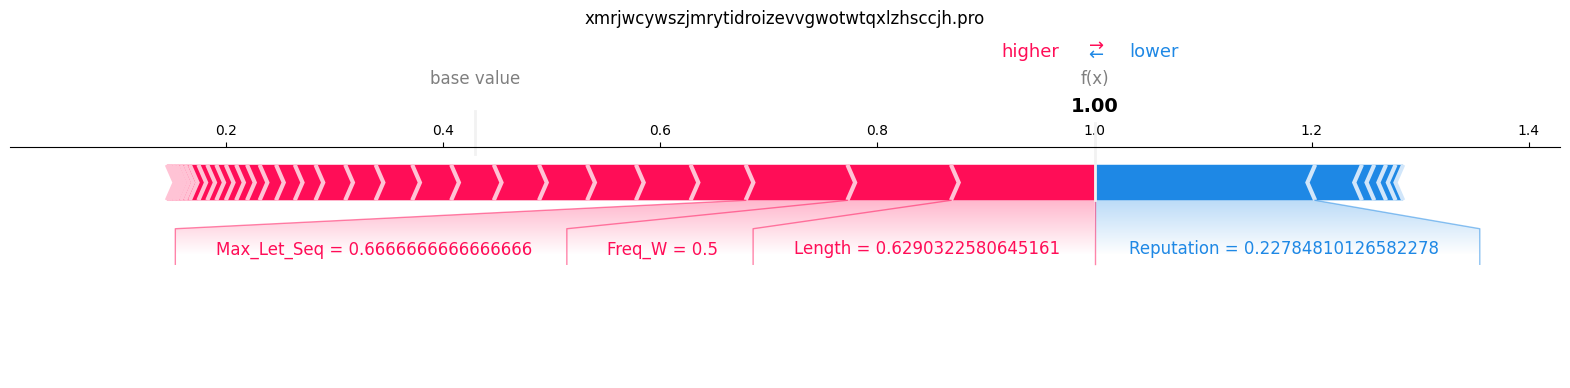 xmrjwcywszjmrytidroizevvgwotwtqxlzhsccjh.pro
higher ⇄ lower
base value f(x)
1.00
0.2 0.4 0.6 0.8 1.0 1.2 1.4
Max_Let_Seq = 0.6666666666666666 Freq_W = 0.5 Length = 0.6290322580645161 Reputation = 0.22784810126582278